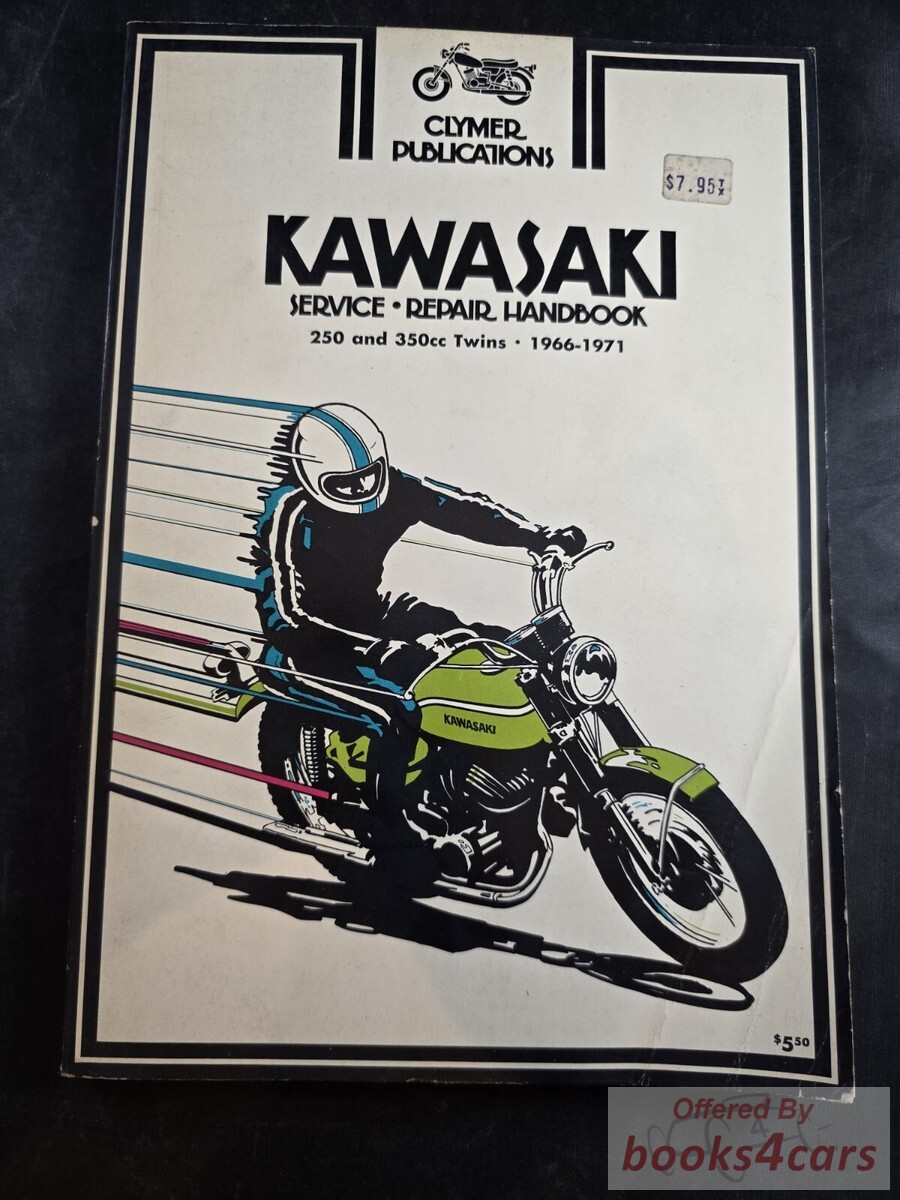 CLYMER
PUBLICATIONS
$7.95 TX
KAWASAKI
SERVICE • REPAIR HANDBOOK
250 and 350cc Twins • 1966-1971
KAWASAKI
$5.50
Offered By
books4cars